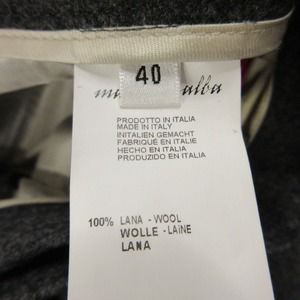 40
alba
PRODOTTO IN ITALIA
MADE IN ITALY
INITALIEN GEMACHT
FABRIQUÉ EN ITALIE
HECHO EN ITALIA
PRODUZIDO EN ITALIA
100% LANA - WOOL
WOLLE - LAINE
LANA